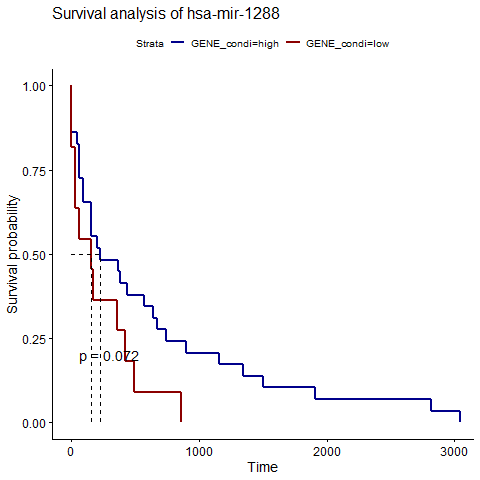 Survival analysis of hsa-mir-1288
Strata GENE_condi=high GENE_condi=low
1.00
0.75
0.50
0.25
0.00
Survival probability
p = 0.072
0 1000 2000 3000
Time